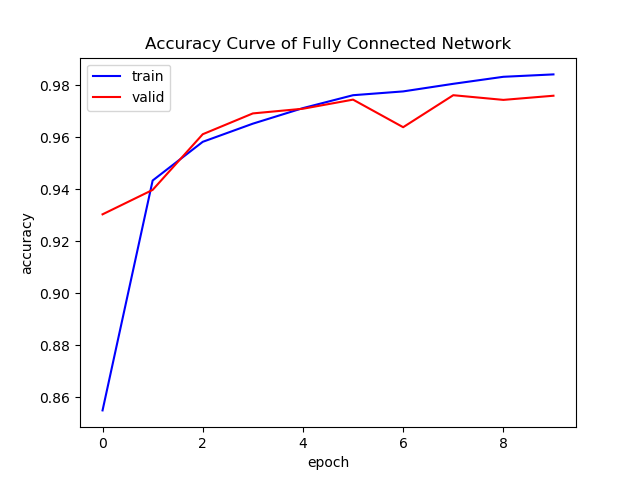 Accuracy Curve of Fully Connected Network
train
valid
accuracy
0.98
0.96
0.94
0.92
0.90
0.88
0.86
0 2 4 6 8
epoch